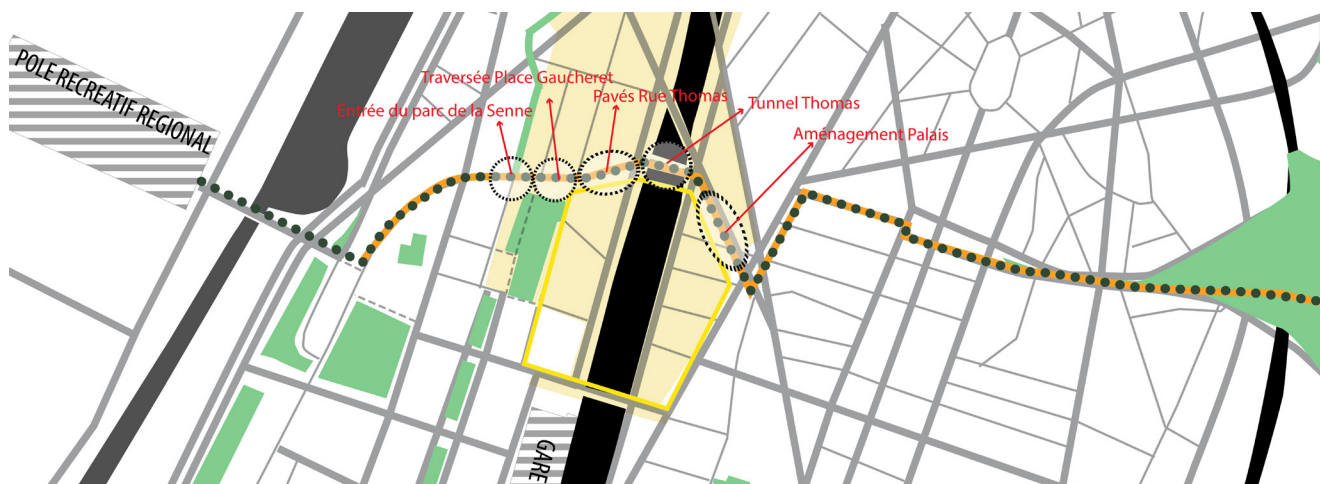 POLE RECREATIF REGIONAL
Traversée Place Gaucheret
Entrée du parc de la Senne
Pavés Rue Thomas
Tunnel Thomas
Aménagement Palais
GARE